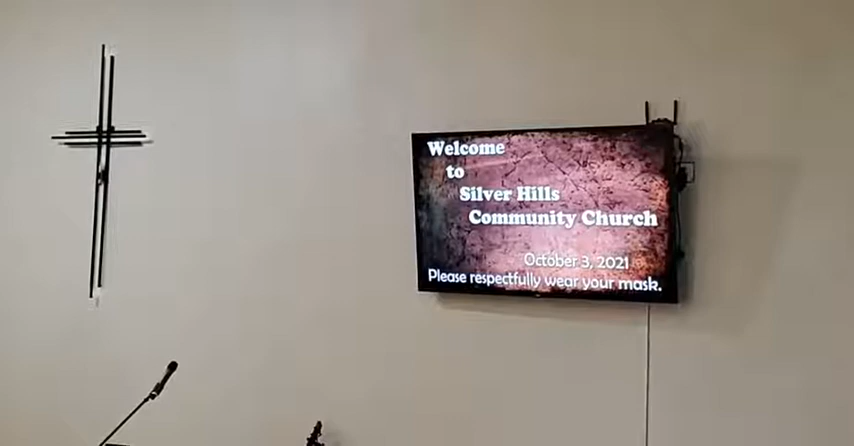 Welcome
to
Silver Hills
Community Church
October 3, 2021
Please respectfully wear your mask.